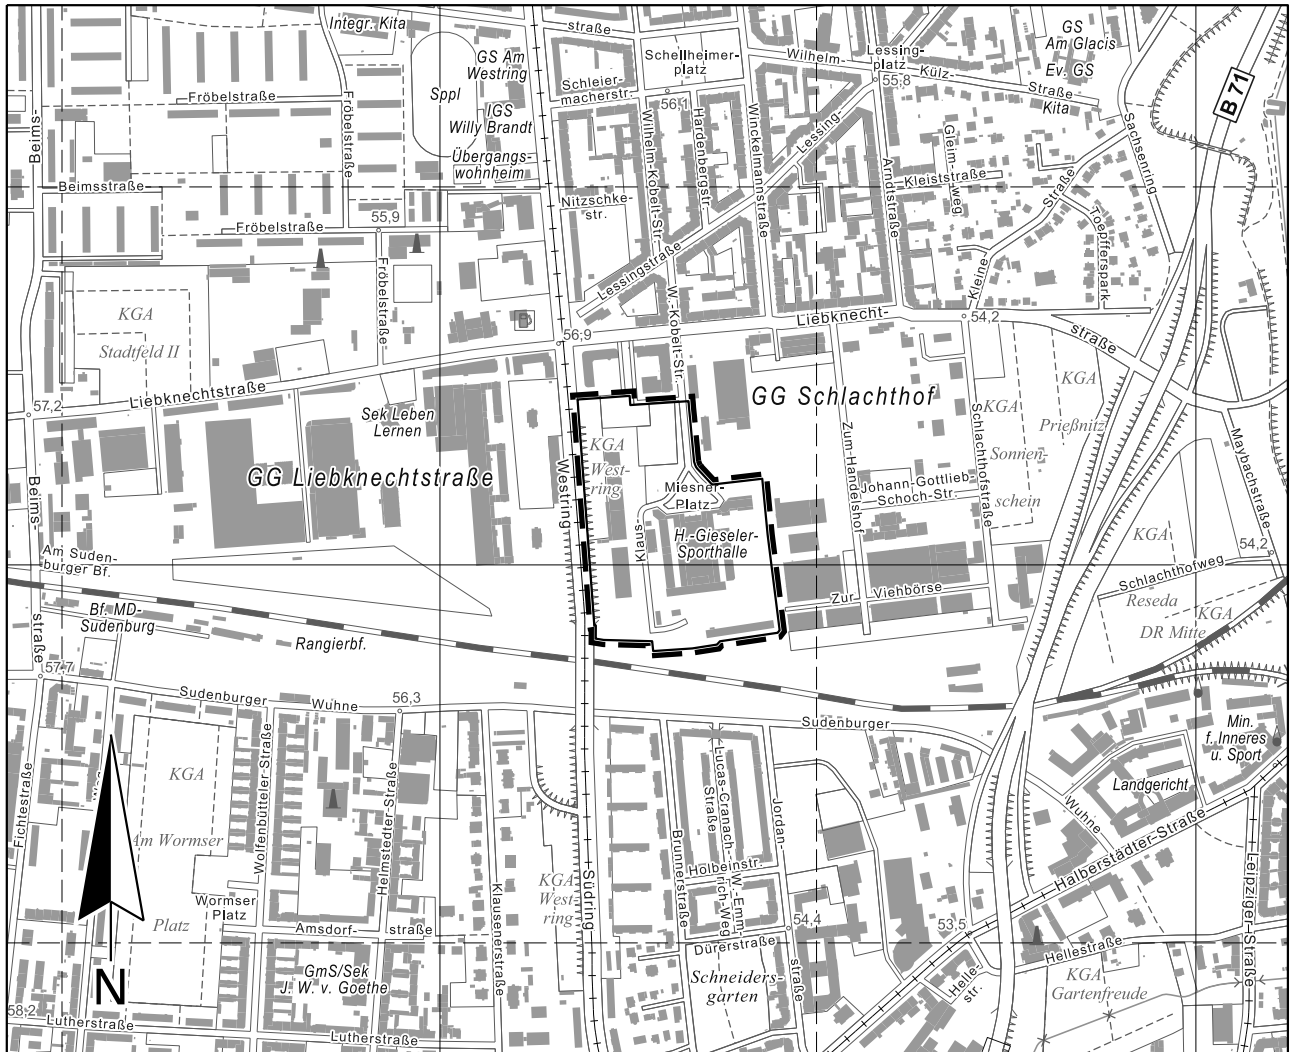 Integr. Kita
straße
Schellheimer-
platz
Wilhelm-
Külz-
Straße
Lessing-
platz
55,8
GS
Am Glacis
Ev. GS
Kita
B 71
GS Am
Westring
Sppl
IGS
Willy Brandt
Übergangs-
wohnheim
Schleier-
macherstr.
56,1
Fröbelstraße
Fröbelstraße
Beims-
Beimsstraße
Fröbelstraße
55,9
Fröbelstraße
Nitzschke-
str.
Wilhelm-Kobelt-Str.
Hardenbergstr.
Winckelmannstraße
Lessing-
Lessingstraße
Arndtstraße
Gleim-
weg
Kleiststraße
Kleine
Straße
Toepfferspark
Sachsenring
W.-Kobelt-Str.
KGA
Stadtfeld II
56,9
Liebknecht-
54,2
straße
57,2
Liebknechtstraße
Sek Leben
Lernen
GG Liebknechtstraße
GG Schlachthof
KGA
West-
ring
Westring
Miesner-
Platz
Klaus-
H.-Gieseler-
Sporthalle
Zum-Handelshof
Johann-Gottlieb-
Schoch-Str.
Schlachthofstraße
KGA
Sonnen-
schein
KGA
Prießnitz
Maybachstraße
KGA
54,2
Schlachthofweg
Reseda
KGA
DR Mitte
Zur Viehbörse
Beims-
straße
Am Suden-
burger Bf.
Bf. MD-
Sudenburg
Rangierbf.
57,7
Sudenburger
Wuhne
56,3
Sudenburger
Wuhne
Min.
f. Inneres
u. Sport
Landgericht
Halberstädter-Straße
Leipziger-Straße
Fichtestraße
KGA
Am Wormser
Platz
Wolfenbütteler-Straße
Helmstedter-Straße
Wormser
Platz
Amsdorf-
straße
Klausenerstraße
KGA
West-
ring
Südring
Brunnerstraße
Lucas-Cranach-
Straße
Holbeinstr.
W.-Emm.
rich-Weg
Jordan-
straße
54,4
Dürerstraße
Schneiders-
garten
53,5
Helle-
str.
Hellestraße
KGA
Gartenfreude
N
58,2
Lutherstraße
Lutherstraße
GmS/Sek
J. W. v. Goethe